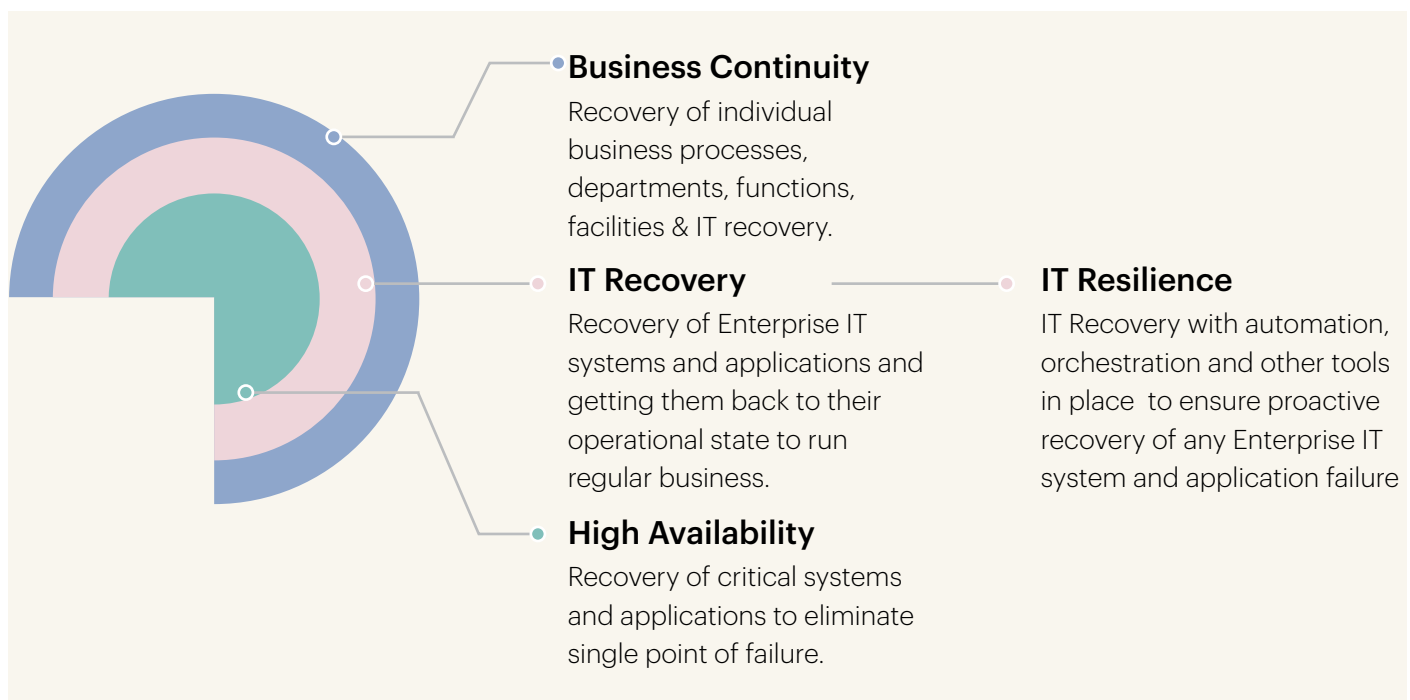 Business Continuity
Recovery of individual
business processes,
departments, functions,
facilities & IT recovery.
IT Recovery
Recovery of Enterprise IT
systems and applications and
getting them back to their
operational state to run
regular business.
IT Resilience
IT Recovery with automation,
orchestration and other tools
in place  to ensure proactive
recovery of any Enterprise IT
system and application failure
High Availability
Recovery of critical systems
and applications to eliminate
single point of failure.